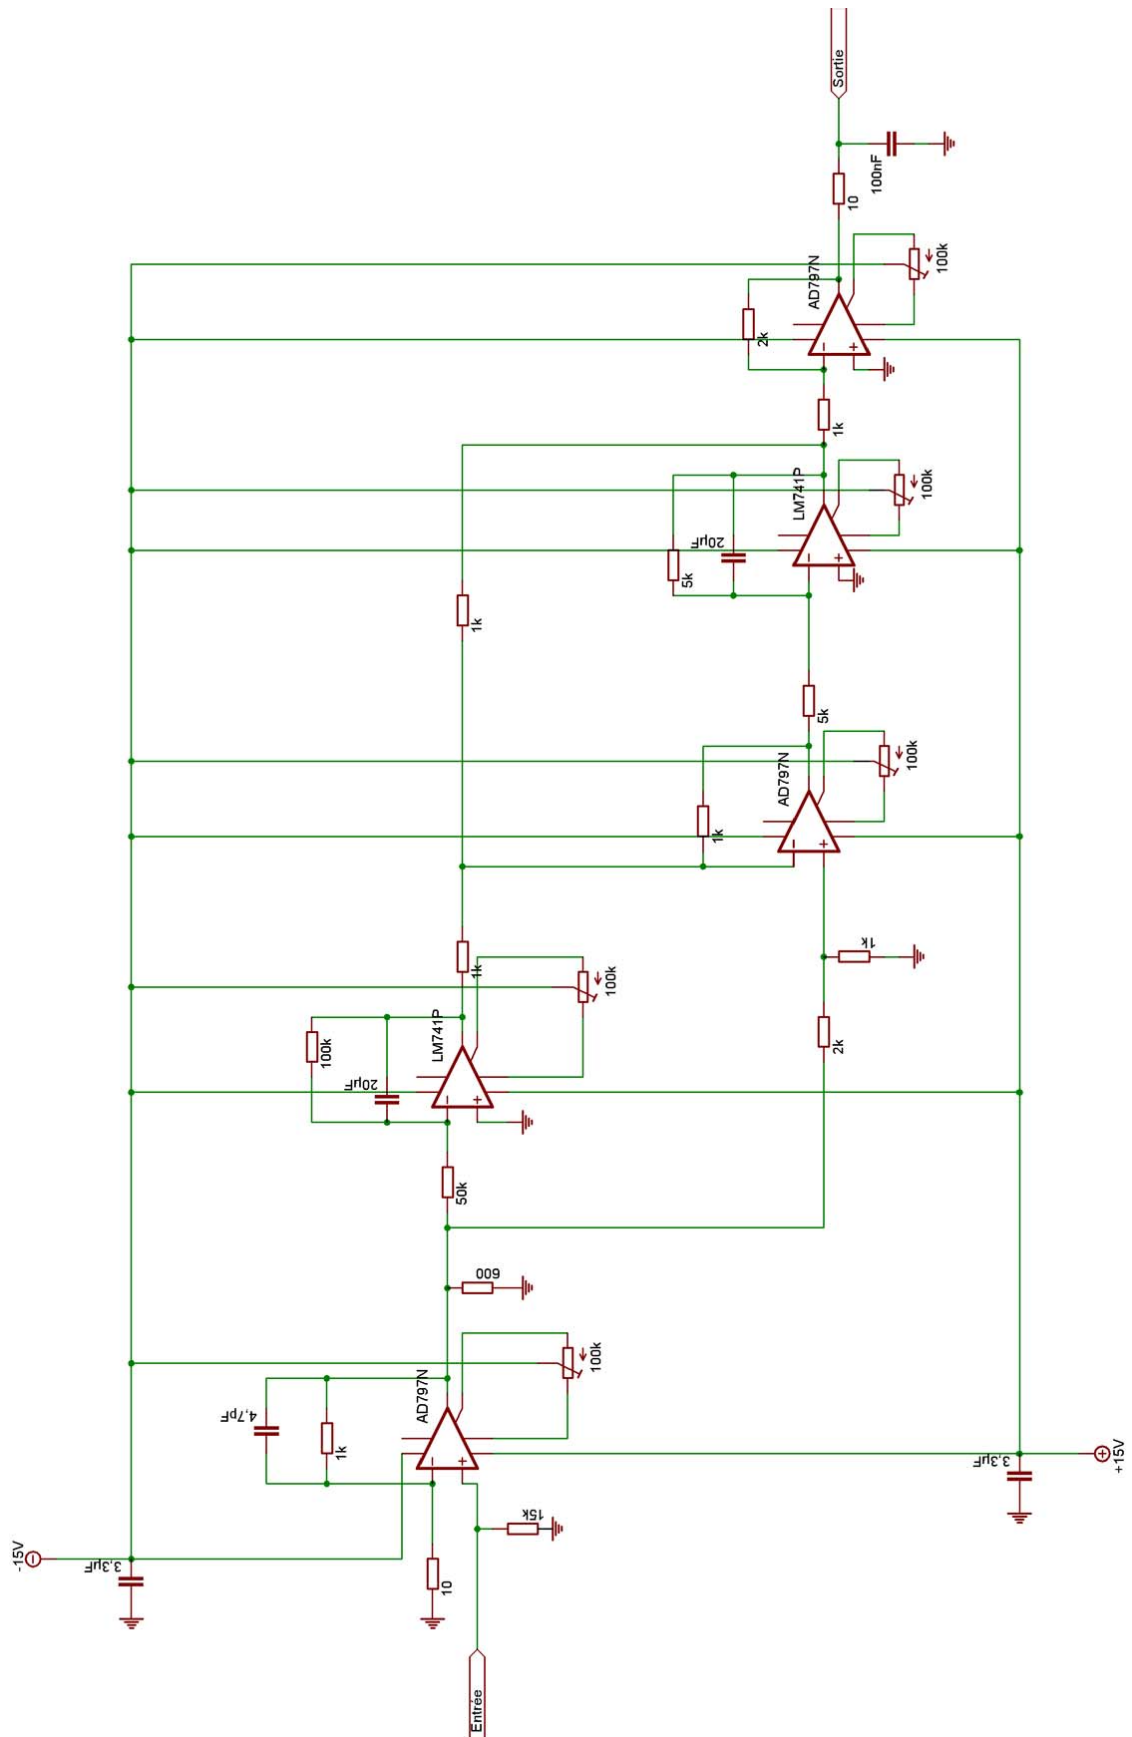 Sortie
100nF
10
AD797N
100k
2k
1k
LM741P
100k
20µF
5k
1k
5k
AD797N
100k
1k
1k
1k
100k
LM741P
100k
20µF
2k
50k
600
AD797N
100k
4,7pF
1k
3,3µF
+15V
15k
-15V
3,3µF
10
Entrée